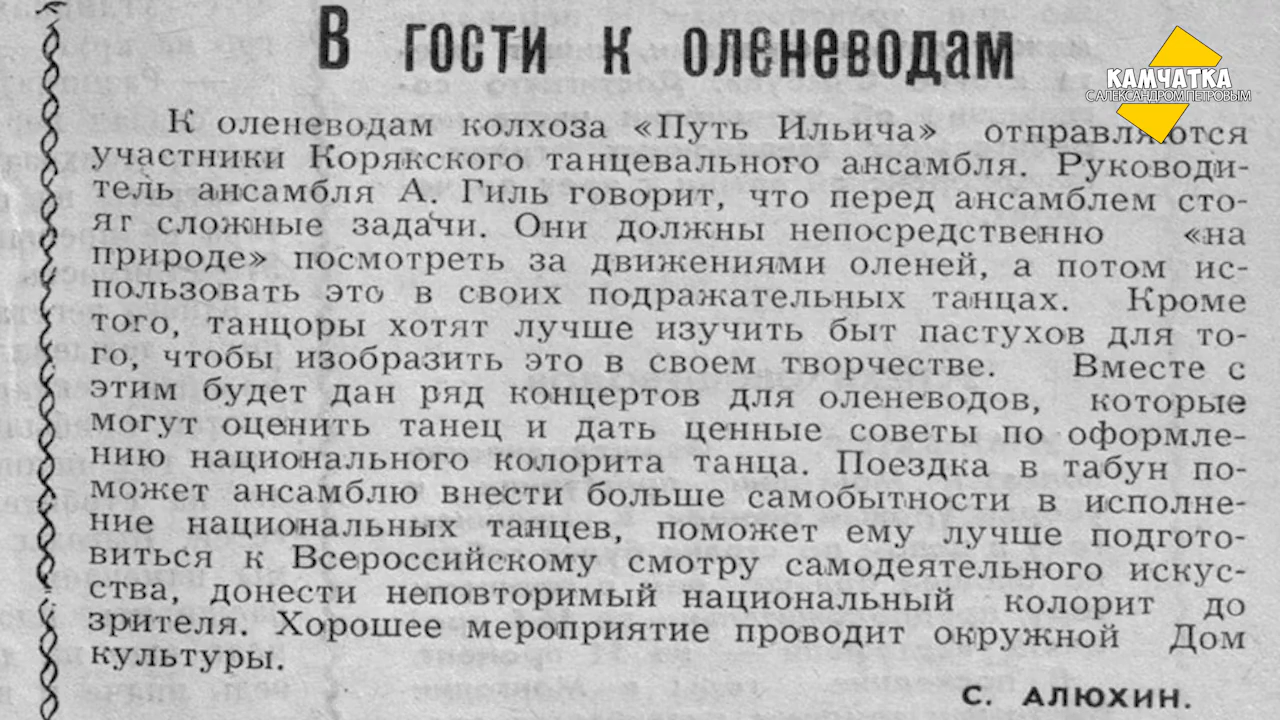 В гости к оленеводам
КАМЧАТКА
С АЛЕКСАНДРОМ ПЕТРОВЫМ
К оленеводам колхоза «Путь Ильича» отправляются
участники Корякского танцевального ансамбля. Руководи-
тель ансамбля А. Гиль говорит, что перед ансамблем сто-
ят сложные задачи. Они должны непосредственно «на
природе» посмотреть за движениями оленей, а потом ис-
пользовать это в своих подражательных танцах. Кроме
того, танцоры хотят лучше изучить быт пастухов для то-
го, чтобы изобразить это в своем творчестве. Вместе с
этим будет дан ряд концертов для оленеводов, которые
могут оценить танец и дать ценные советы по оформле-
нию национального колорита танца. Поездка в табун по-
может ансамблю внести больше самобытности в исполне-
ние национальных танцев, поможет ему лучше подгото-
виться к Всероссийскому смотру самодеятельного искус-
ства, донести неповторимый национальный колорит до
зрителя. Хорошее мероприятие проводит окружной Дом
культуры.
С. АЛЮХИН.